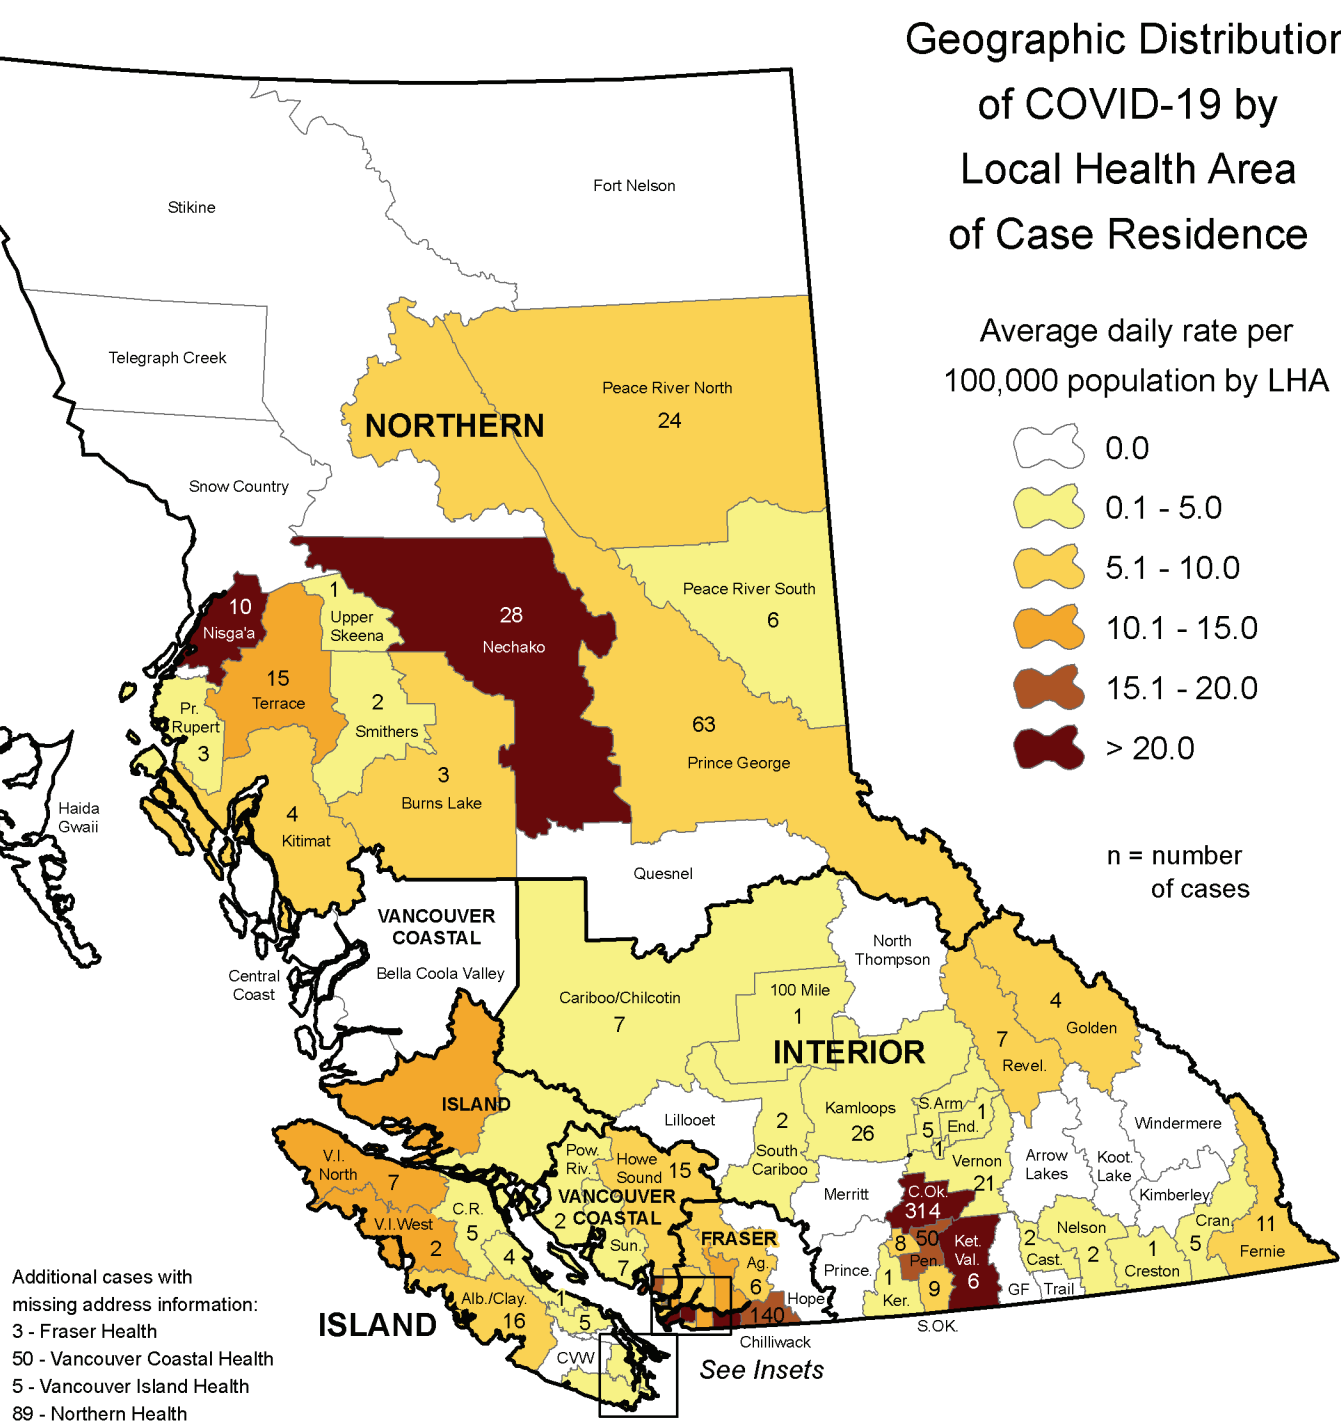 Geographic Distribution
of COVID-19 by
Local Health Area
of Case Residence
Average daily rate per
100,000 population by LHA
0.0
0.1 - 5.0
5.1 - 10.0
10.1 - 15.0
15.1 - 20.0
> 20.0
n = number
of cases
Stikine
Fort Nelson
Telegraph Creek
Peace River North
24
NORTHERN
Snow Country
Peace River South
6
1
Upper
Skeena
10
Nisga'a
28
Nechako
15
Terrace
2
Smithers
Pr.
Rupert
3
63
Prince George
3
Burns Lake
4
Kitimat
Haida
Gwaii
Quesnel
VANCOUVER
COASTAL
Bella Coola Valley
Central
Coast
North
Thompson
Cariboo/Chilcotin
7
100 Mile
1
INTERIOR
4
Golden
7
Revel.
ISLAND
Lillooet
2
South
Cariboo
Kamloops
26
S.Arm
5
1
End.
1
Vernon
21
Windermere
Arrow
Lakes
Koot.
Lake
Kimberley
V.I.
North
7
Pow.
Riv.
Howe
Sound
15
VANCOUVER
COASTAL
2
Merritt
C.Ok.
314
C.R.
5
V.I.West
2
4
Sun.
7
FRASER
Ag.
6
8
50
Pen.
Ket.
Val.
6
Prince.
1
Ker.
9
S.OK.
2
Cast.
Nelson
2
1
Creston
Cran.
5
11
Fernie
GF
Trail
Hope
140
Chilliwack
Alb./Clay.
16
1
5
CVW
7
ISLAND
See Insets
Additional cases with
missing address information:
3 - Fraser Health
50 - Vancouver Coastal Health
5 - Vancouver Island Health
89 - Northern Health